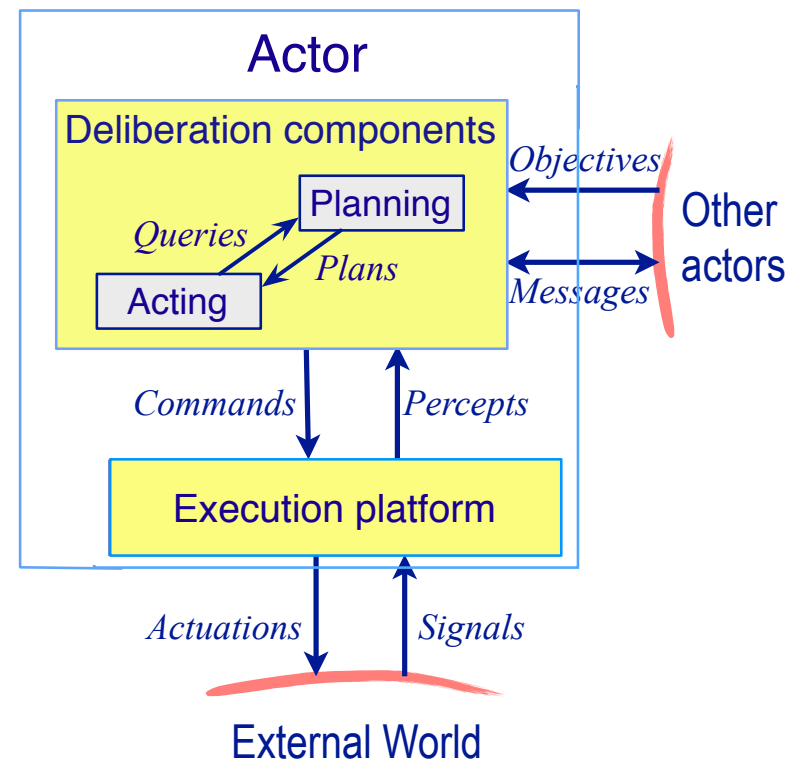 Actor
Deliberation components
Objectives
Planning
Queries
Plans
Acting
Messages
Other
actors
Commands
Percepts
Execution platform
Actuations
Signals
External World